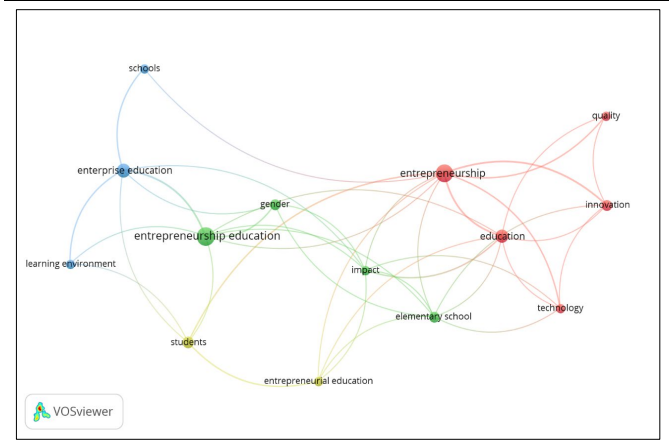 schools
quality
enterprise education
entrepreneurship
gender
innovation
entrepreneurship education
education
learning environment
impact
technology
elementary school
students
entrepreneurial education
VOSviewer